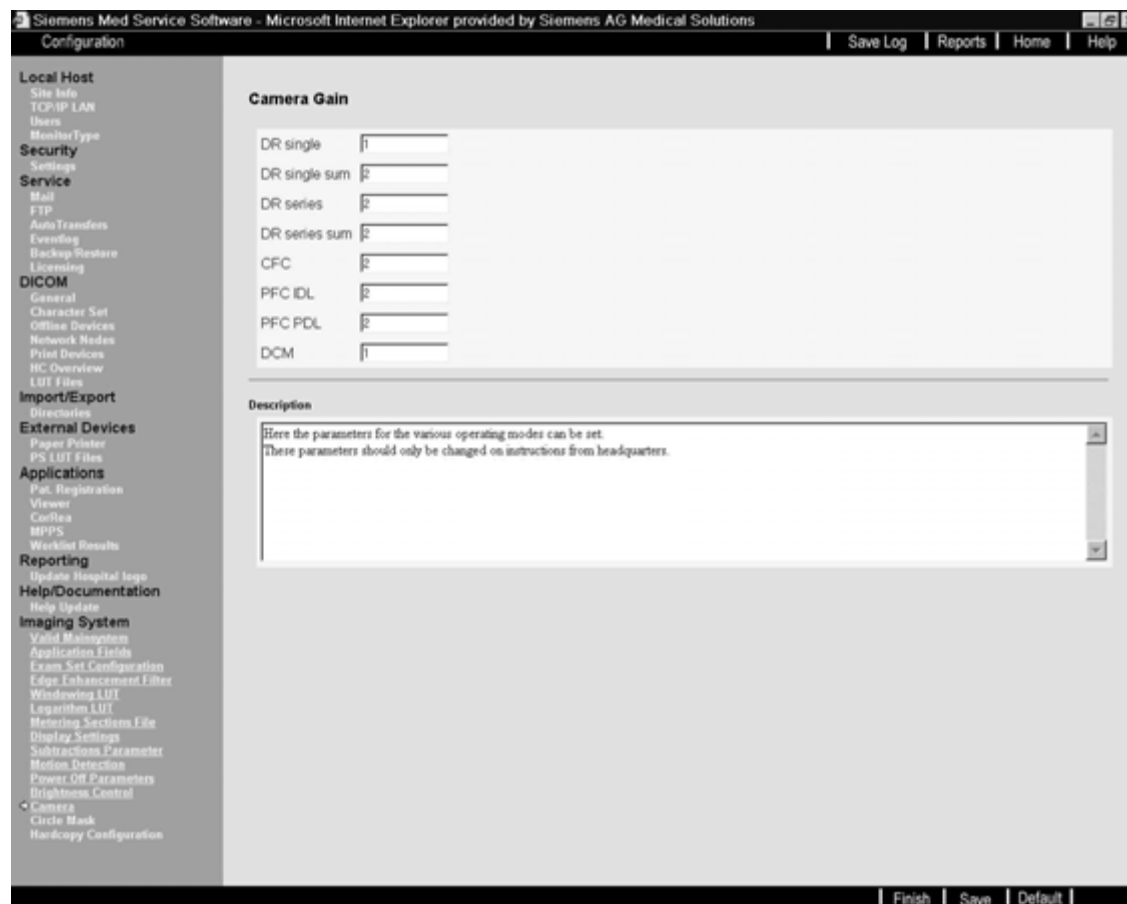 Siemens Med Service Software - Microsoft Internet Explorer provided by Siemens AG Medical Solutions
Configuration
Save Log | Reports | Home | Help
Local Host
Site Info
TCP/IP LAN
Users
MonitorType
Security
Settings
Service
Mail
FTP
AutoTransfers
Eventlog
Backup/Restore
Licensing
DICOM
General
Character Set
Offline Devices
Network Nodes
Print Devices
HC Overview
LUT Files
Import/Export
Directories
External Devices
Paper Printer
PS LUT Files
Applications
Pat. Registration
Viewer
CorRea
MPPS
Worklist Results
Reporting
Update Hospital logo
Help/Documentation
Help Update
Imaging System
Valid Mainsystem
Application Fields
Exam Set Configuration
Edge Enhancement Filter
Windowing LUT
Logarithm LUT
Metering Sections File
Display Settings
Subtractions Parameter
Motion Detection
Power Off Parameters
Brightness Control
Camera
Circle Mask
Hardcopy Configuration
Camera Gain
DR single 1
DR single sum 2
DR series 2
DR series sum 2
CFC 2
PFC IDL 2
PFC PDL 2
DCM 1
Description
Here the parameters for the various operating modes can be set.
These parameters should only be changed on instructions from headquarters.
Finish | Save | Default